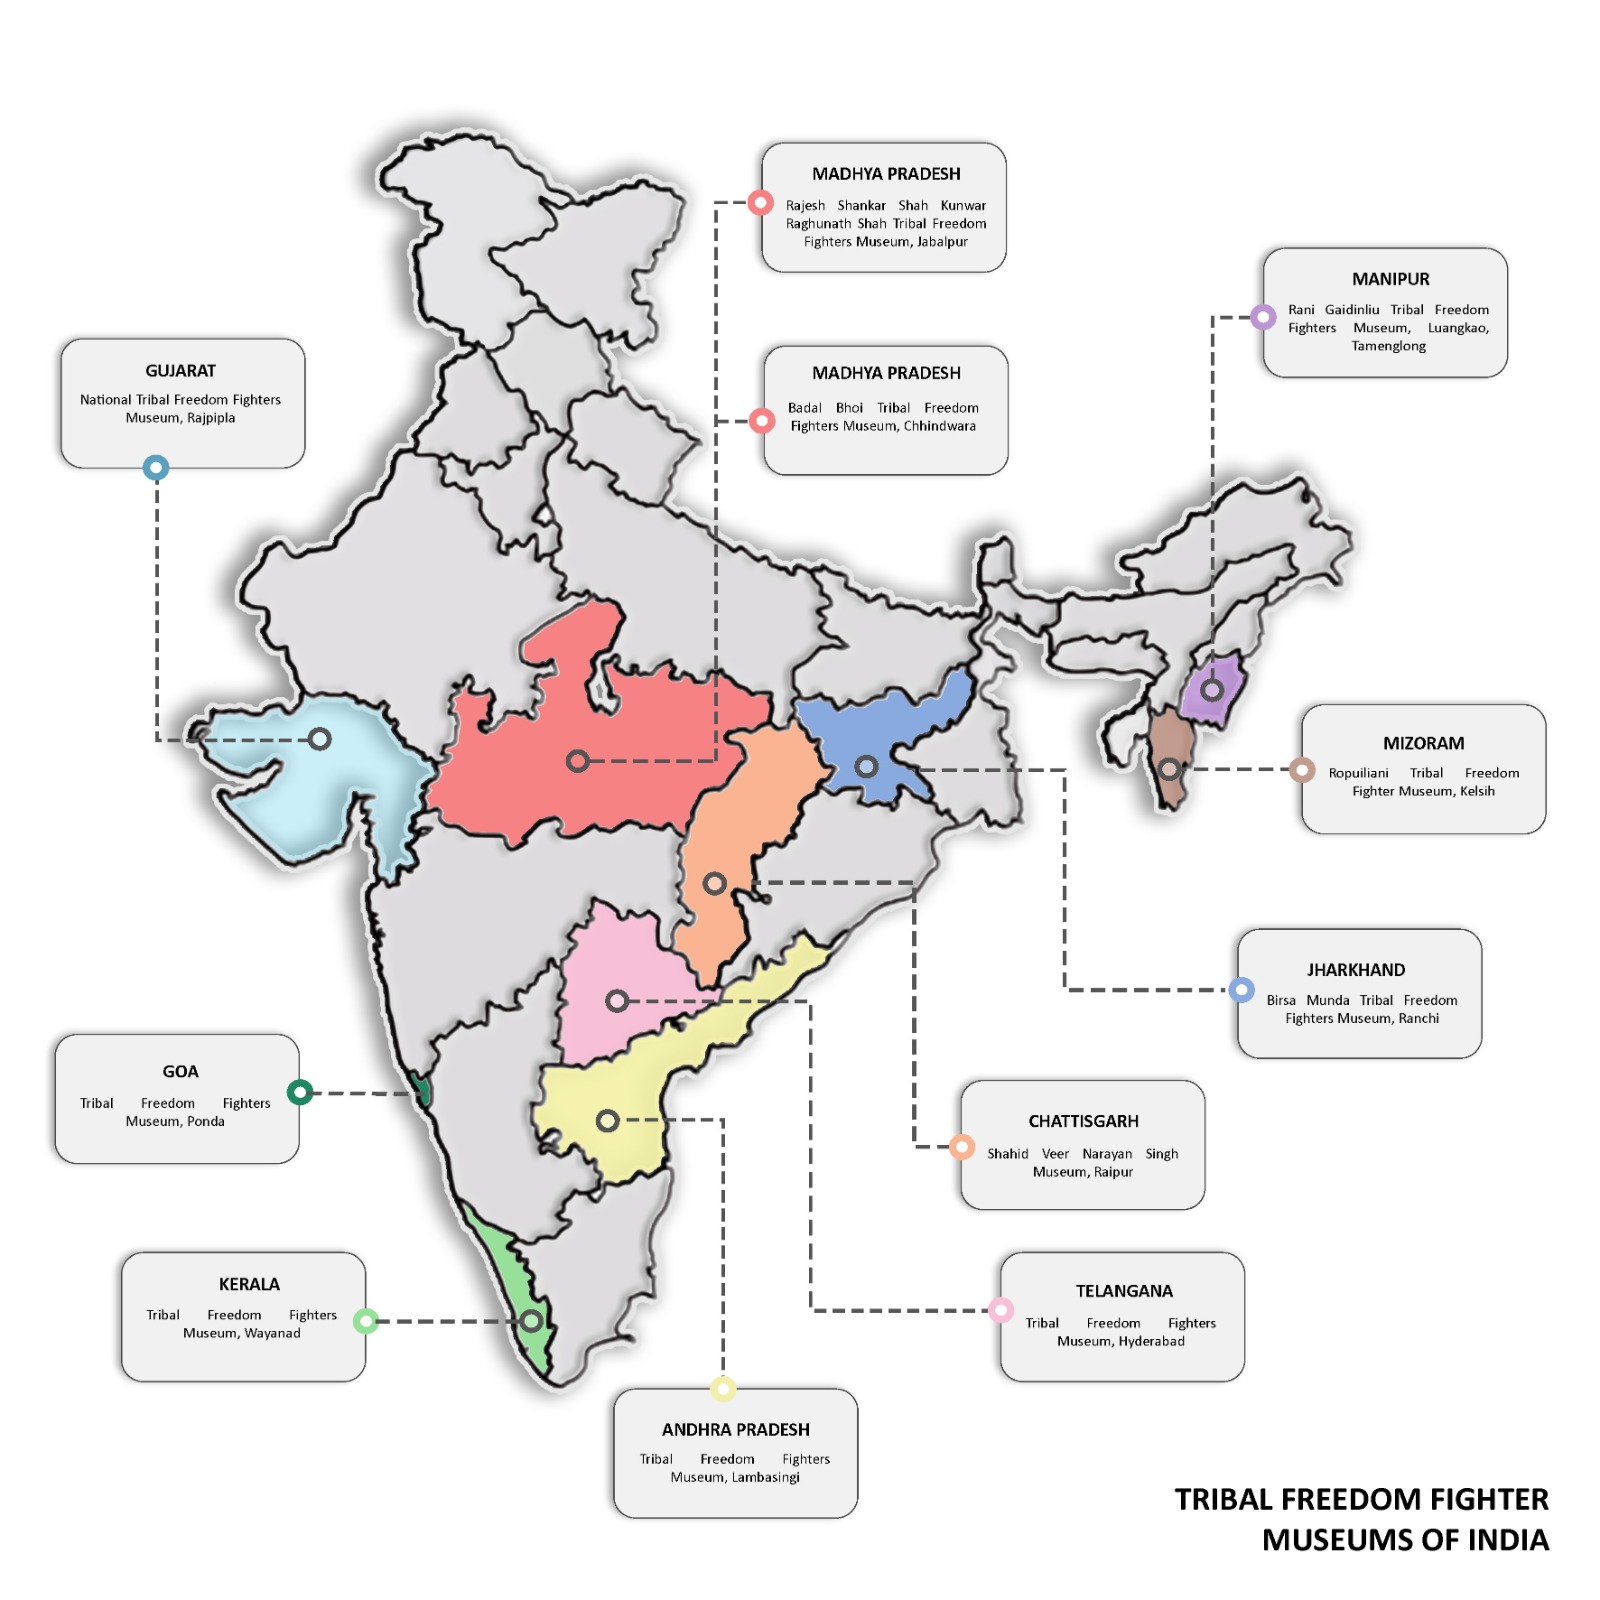 MADHYA PRADESH
Rajesh Shankar Shah Kunwar
Raghunath Shah Tribal Freedom
Fighters Museum, Jabalpur
MANIPUR
Rani Gaidinliu Tribal Freedom
Fighters Museum, Luangkao,
Tamenglong
GUJARAT
National Tribal Freedom Fighters
Museum, Rajpipla
MADHYA PRADESH
Badal Bhoi Tribal Freedom
Fighters Museum, Chhindwara
MIZORAM
Ropuiliani Tribal Freedom
Fighter Museum, Kelsih
JHARKHAND
Birsa Munda Tribal Freedom
Fighters Museum, Ranchi
GOA
Tribal Freedom Fighters
Museum, Ponda
CHATTISGARH
Shahid Veer Narayan Singh
Museum, Raipur
KERALA
Tribal Freedom Fighters
Museum, Wayanad
TELANGANA
Tribal Freedom Fighters
Museum, Hyderabad
ANDHRA PRADESH
Tribal Freedom Fighters
Museum, Lambasingi
TRIBAL FREEDOM FIGHTER
MUSEUMS OF INDIA